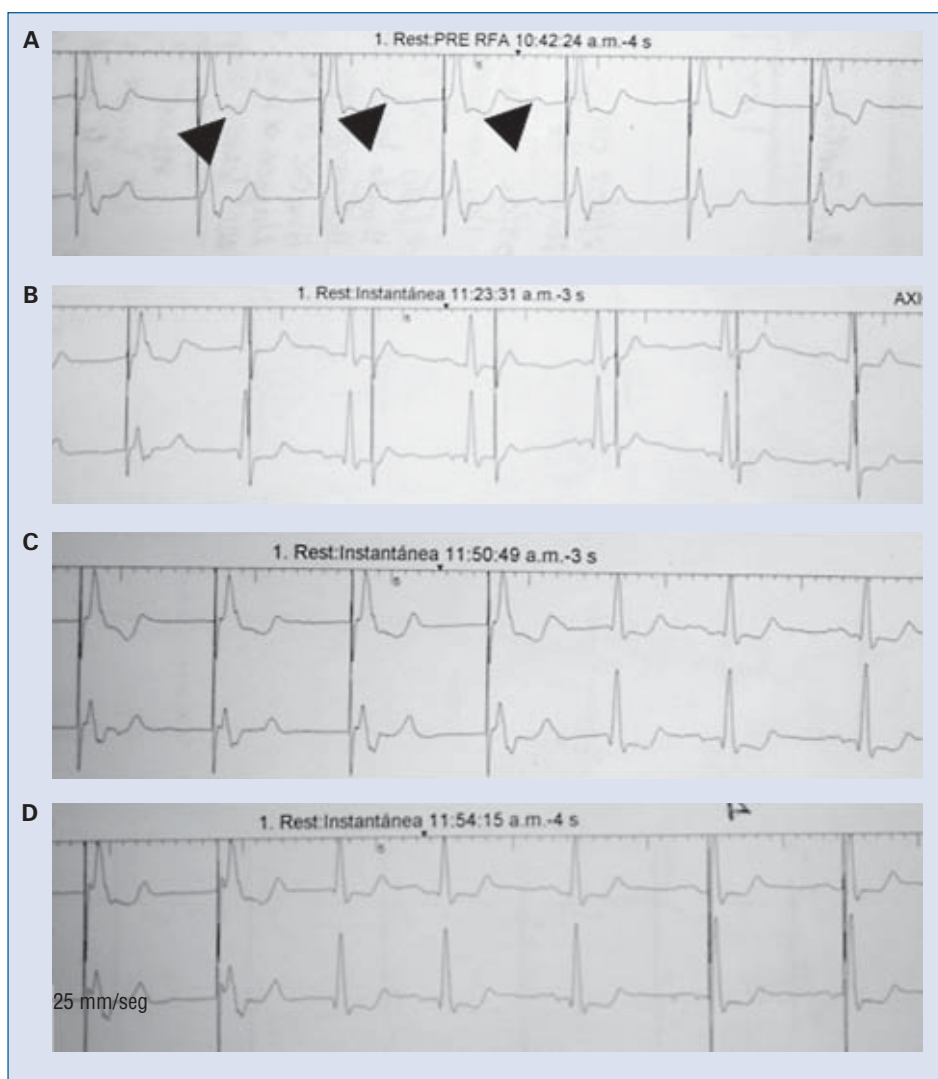 A
1. Rest:PRE RFA 10:42:24 a.m.-4 s
B
1. Rest:Instantánea 11:23:31 a.m.-3 s
AXI
C
1. Rest:Instantánea 11:50:49 a.m.-3 s
D
1. Rest:Instantánea 11:54:15 a.m.-4 s
25 mm/seg